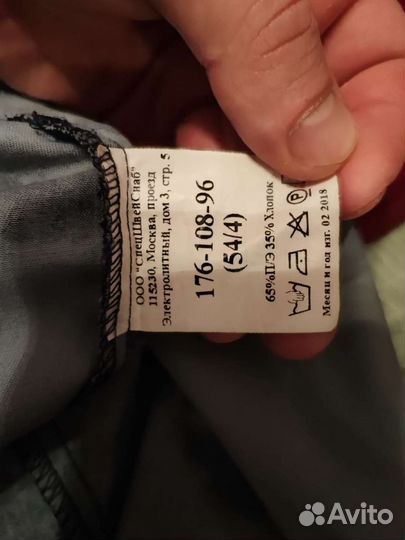 ООО "СпецШвейСнаб"
115230, Москва, проезд
Электролитный, дом 3, стр. 5
176-108-96
(54/4)
65%П/Э 35% Хлопок
Месяц и год изг. 02 2018
Avito